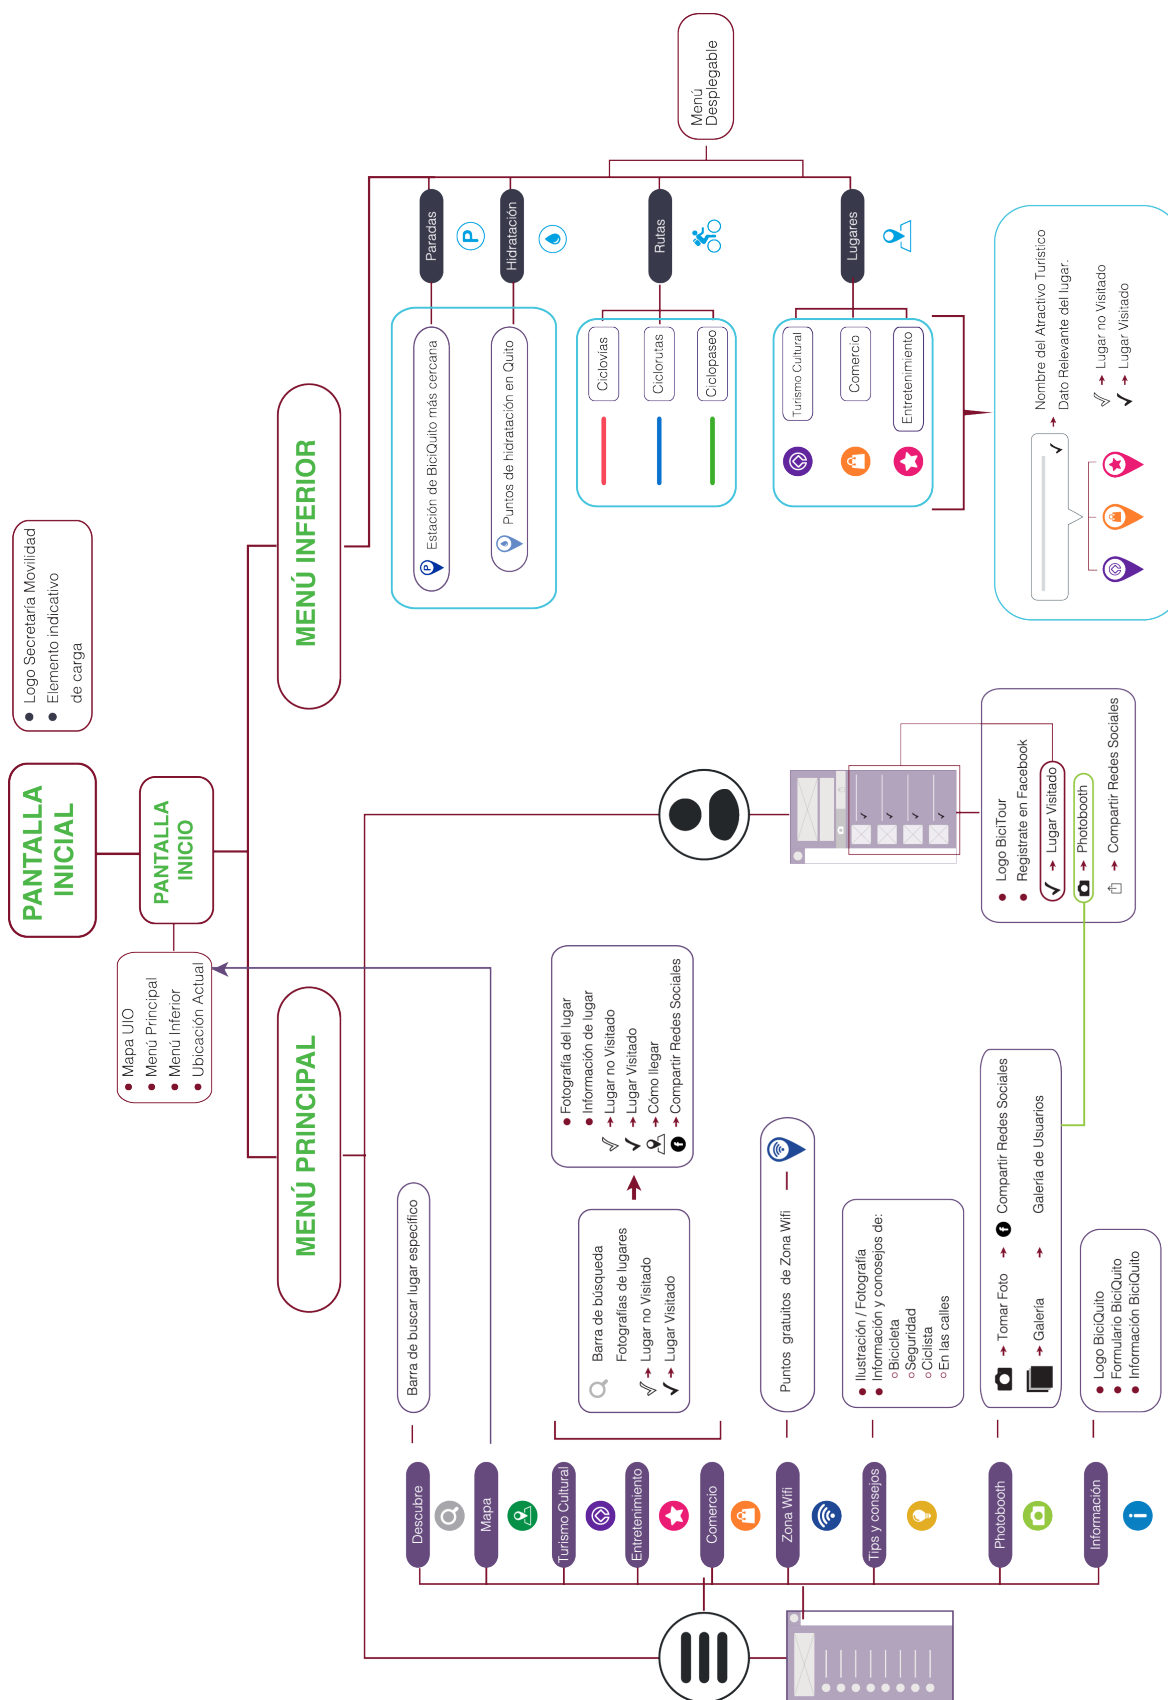 PANTALLA
INICIAL
Logo Secretaría Movilidad
Elemento indicativo
de carga
PANTALLA
INICIO
Mapa UIO
Menú Principal
Menú Inferior
Ubicación Actual
MENÚ PRINCIPAL
MENÚ INFERIOR
Descubre
Barra de buscar lugar específico
Mapa
Turismo Cultural
Entretenimiento
Comercio
Barra de búsqueda
Fotografías de lugares
Lugar no Visitado
Lugar Visitado
Fotografía del lugar
Información de lugar
Lugar no Visitado
Lugar Visitado
Cómo llegar
Compartir Redes Sociales
Zona Wifi
Puntos gratuitos de Zona Wifi
Tips y consejos
Ilustración / Fotografía
Información y conosejos de:
Bicicleta
Seguridad
Ciclista
En las calles
Photobooth
Tomar Foto
Compartir Redes Sociales
Galería
Galería de Usuarios
Información
Logo BiciQuito
Formulario BiciQuito
Información BiciQuito
Logo BiciTour
Registrate en Facebook
Lugar Visitado
Photobooth
Compartir Redes Sociales
Paradas
P
P
Estación de BiciQuito más cercana
Hidratación
Puntos de hidratación en Quito
Rutas
Ciclovías
Ciclorutas
Ciclopaseo
Lugares
Turismo Cultural
Comercio
Entretenimiento
Menú
Desplegable
Nombre del Atractivo Turístico
Dato Relevante del lugar.
Lugar no Visitado
Lugar Visitado